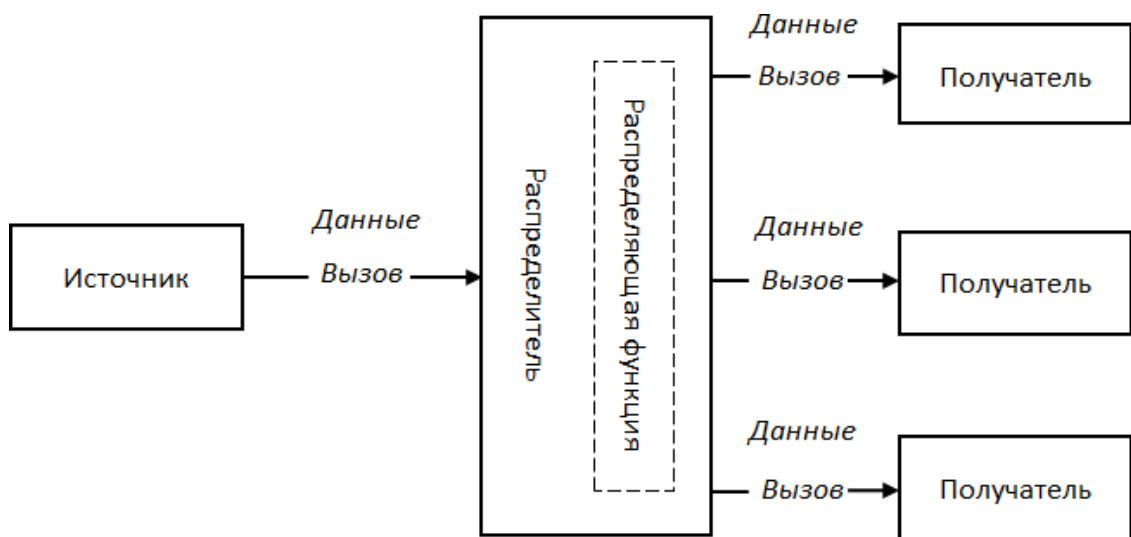 Источник
Данные
Вызов
Распределитель
Распределяющая функция
Данные
Вызов
Получатель
Данные
Вызов
Получатель
Данные
Вызов
Получатель